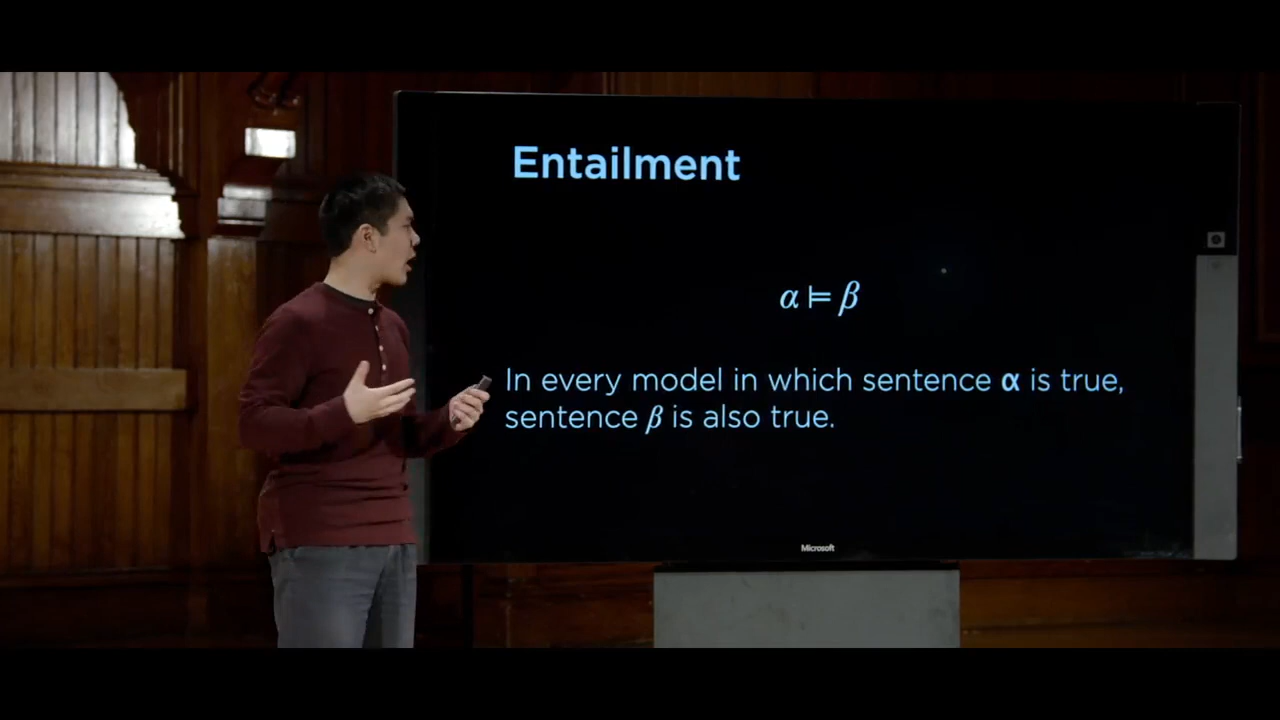 Entailment
α ⊨ β
In every model in which sentence α is true,
sentence β is also true.
Microsoft